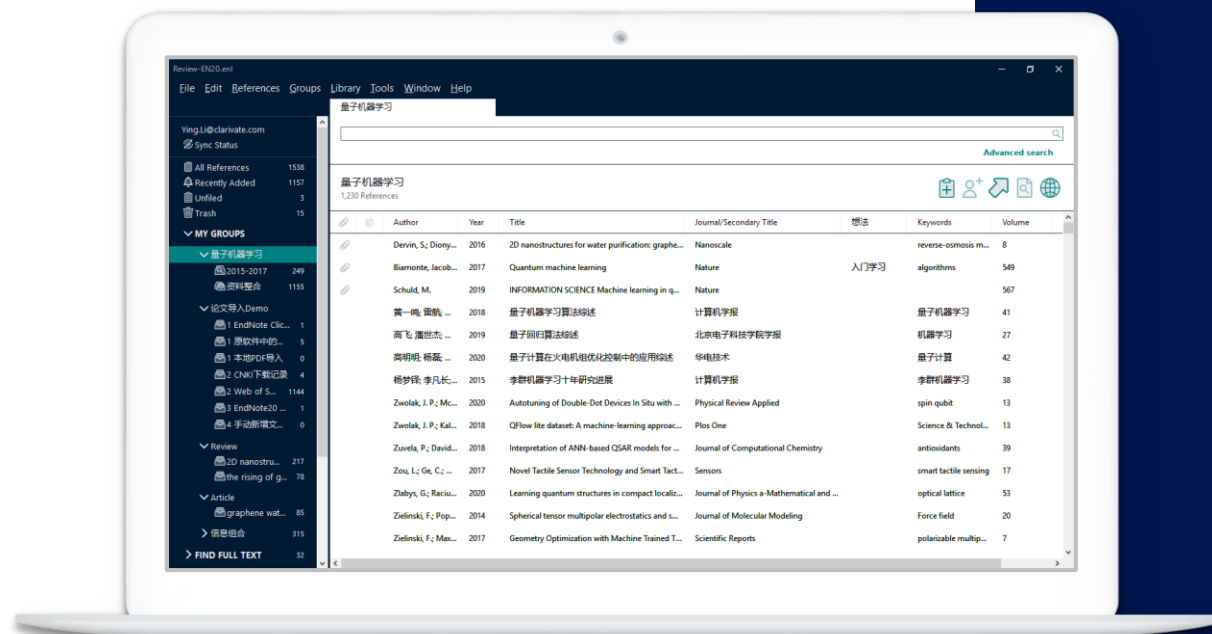 Review-EN20.enl
File Edit References Groups Library Tools Window Help
量子机器学习
Ying.Li@clarivate.com
Sync Status
All References 1538
Recently Added 1157
Unfiled 3
Trash 15
MY GROUPS
量子机器学习
2015-2017 249
资料整合 1155
论文导入Demo
1 EndNote Clic... 1
1 原软件中的... 5
1 本地PDF导入 0
2 CNKI下载记录 4
2 Web of S... 1144
3 EndNote20 ... 1
4 手动新增文... 0
Review
2D nanostru... 217
the rising of g... 78
Article
graphene wat... 85
信息组合 315
FIND FULL TEXT 32
Advanced search
量子机器学习
1,230 References
Author Year Title Journal/Secondary Title 想法 Keywords Volume
Dervin, S.; Diony... 2016 2D nanostructures for water purification: graphe... Nanoscale reverse-osmosis m... 8
Biamonte, Jacob... 2017 Quantum machine learning Nature 入门学习 algorithms 549
Schuld, M. 2019 INFORMATION SCIENCE Machine learning in q... Nature 567
黄一鸣; 雷航; ... 2018 量子机器学习算法综述 计算机学报 量子机器学习 41
高飞; 潘世杰; ... 2019 量子回归算法综述 北京电子科技学院学报 机器学习 27
高明明; 杨磊; ... 2020 量子计算在火电机组优化控制中的应用综述 华电技术 量子计算 42
杨梦铎; 李凡长;... 2015 李群机器学习十年研究进展 计算机学报 李群机器学习 38
Zwolak, J. P.; Mc... 2020 Autotuning of Double-Dot Devices In Situ with ... Physical Review Applied spin qubit 13
Zwolak, J. P.; Kal... 2018 QFlow lite dataset: A machine-learning approac... Plos One Science & Technol... 13
Zuvela, P.; David... 2018 Interpretation of ANN-based QSAR models for ... Journal of Computational Chemistry antioxidants 39
Zou, L.; Ge, C.; ... 2017 Novel Tactile Sensor Technology and Smart Tact... Sensors smart tactile sensing 17
Zlabys, G.; Raciu... 2020 Learning quantum structures in compact localiz... Journal of Physics a-Mathematical and ... optical lattice 53
Zielinski, F.; Pop... 2014 Spherical tensor multipolar electrostatics and s... Journal of Molecular Modeling Force field 20
Zielinski, F.; Max... 2017 Geometry Optimization with Machine Trained T... Scientific Reports polarizable multip... 7